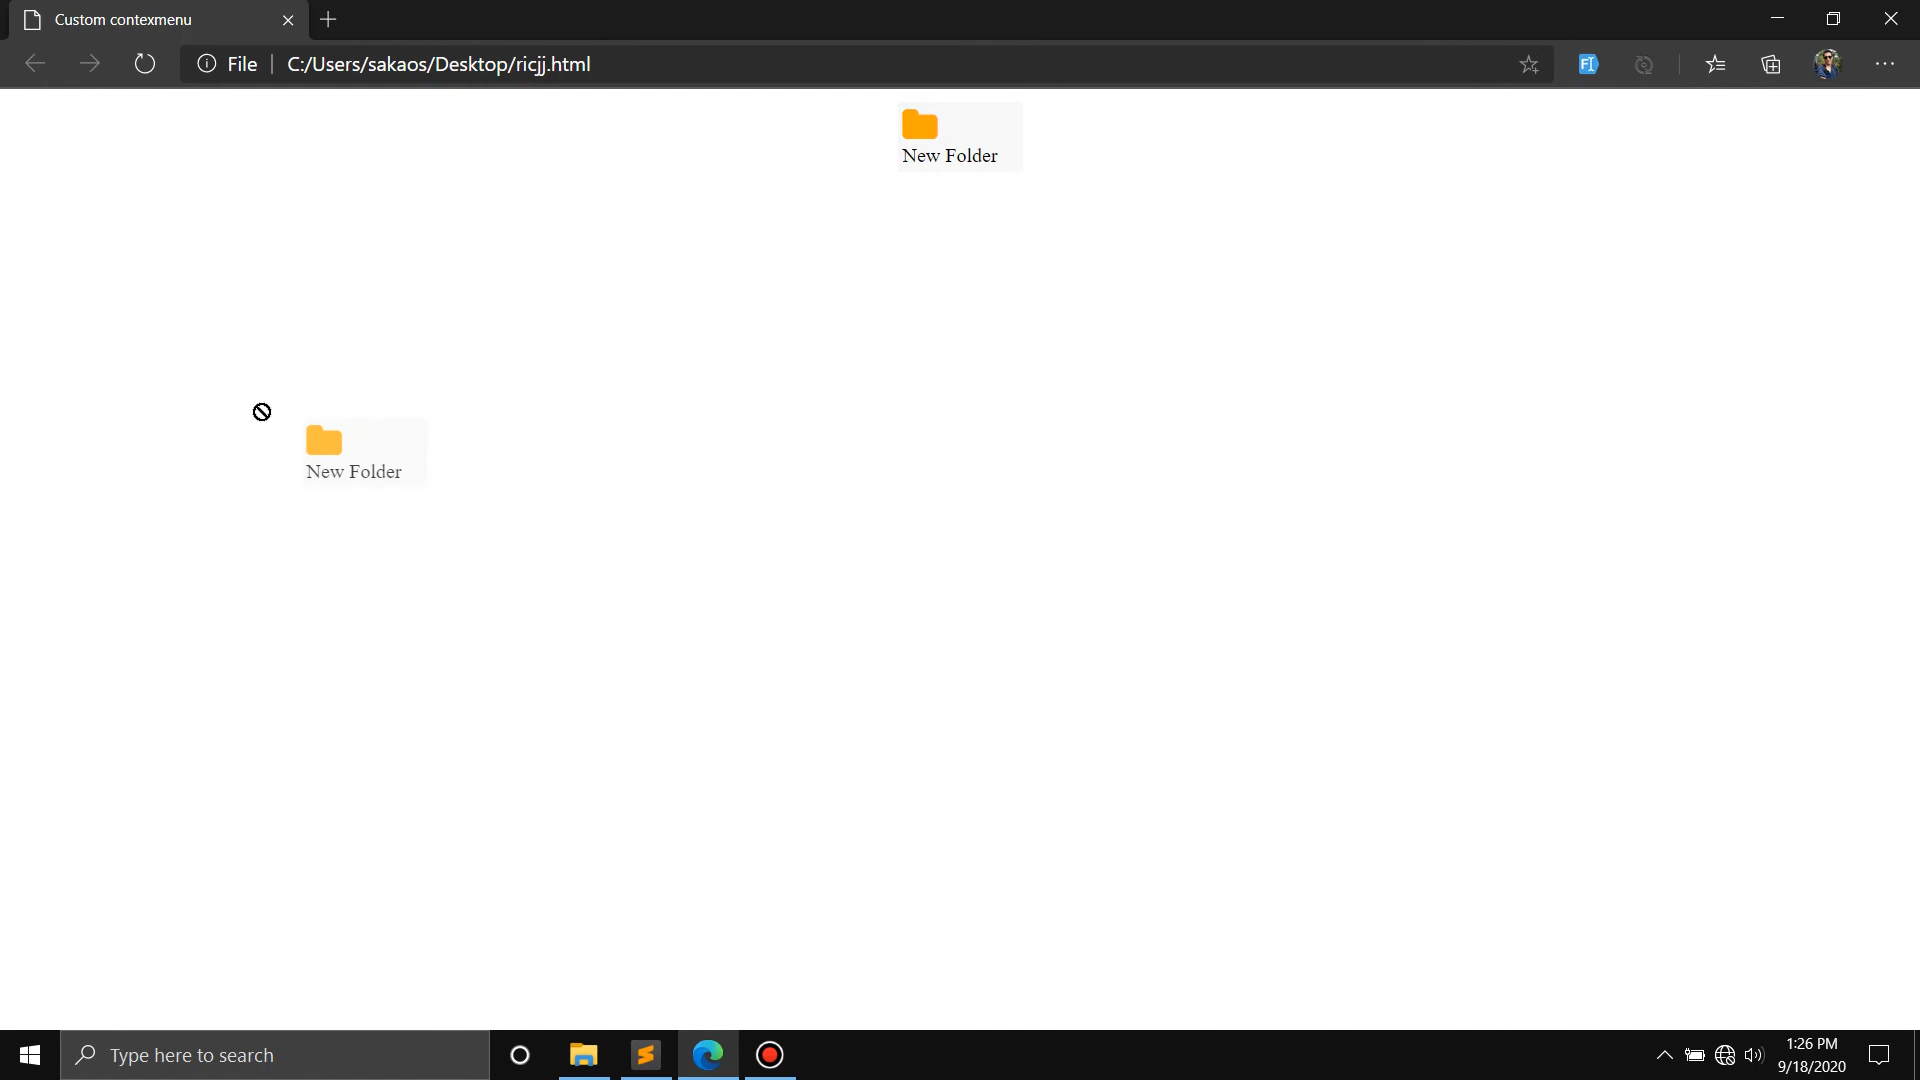 Custom contexmenu
File C:/Users/sakaos/Desktop/ricjj.html
FI
New Folder
New Folder
Type here to search
1:26 PM
9/18/2020